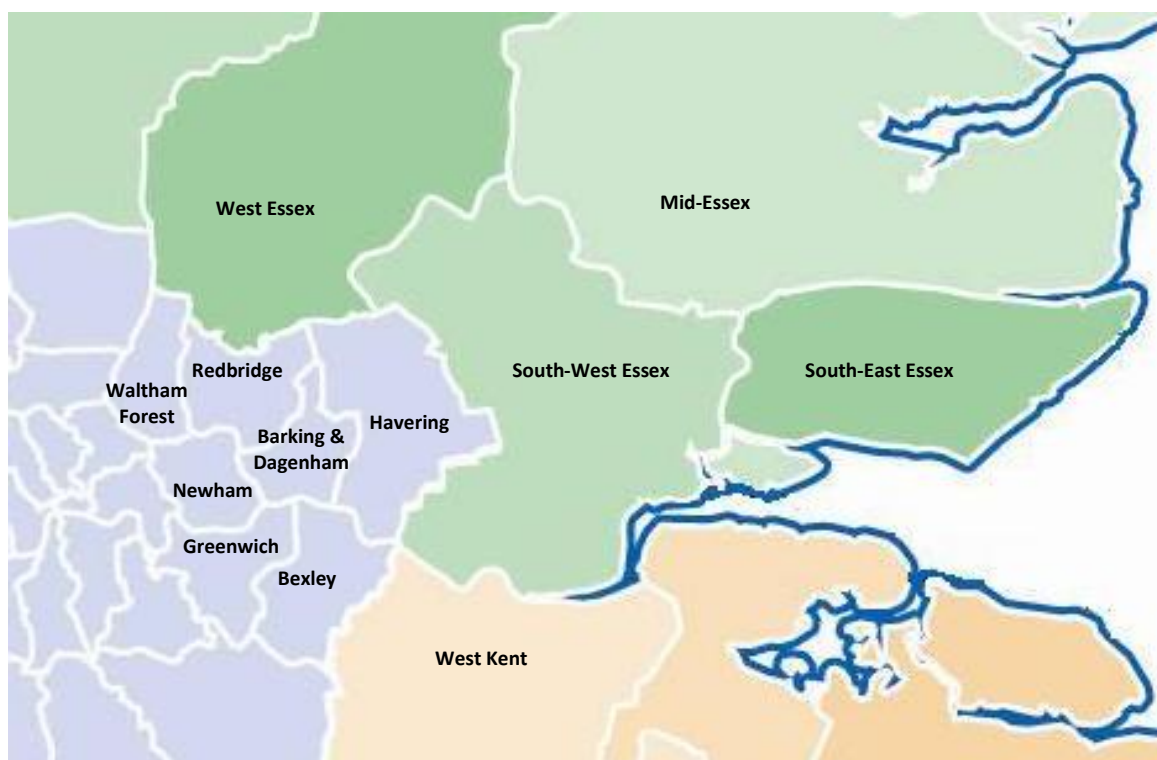 West Essex
Mid-Essex
Redbridge
South-West Essex
South-East Essex
Waltham
Forest
Havering
Barking &
Dagenham
Newham
Greenwich
Bexley
West Kent